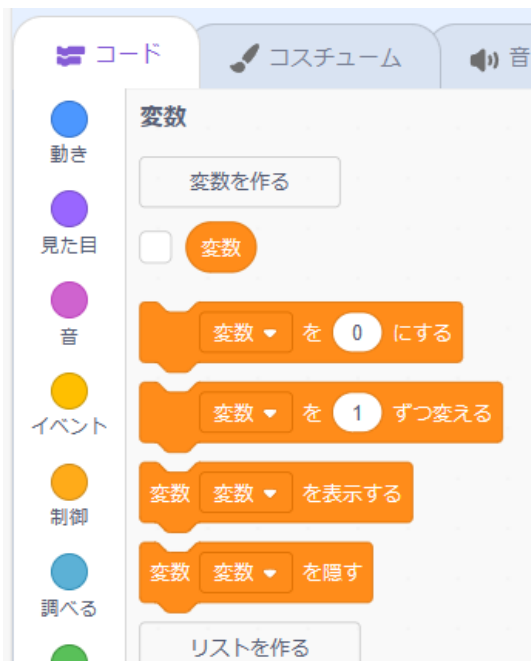 コード
コスチューム
音
動き
見た目
音
イベント
制御
調べる
変数
変数を作る
変数
変数 を 0 にする
変数 を 1 ずつ変える
変数 変数 を表示する
変数 変数 を隠す
リストを作る